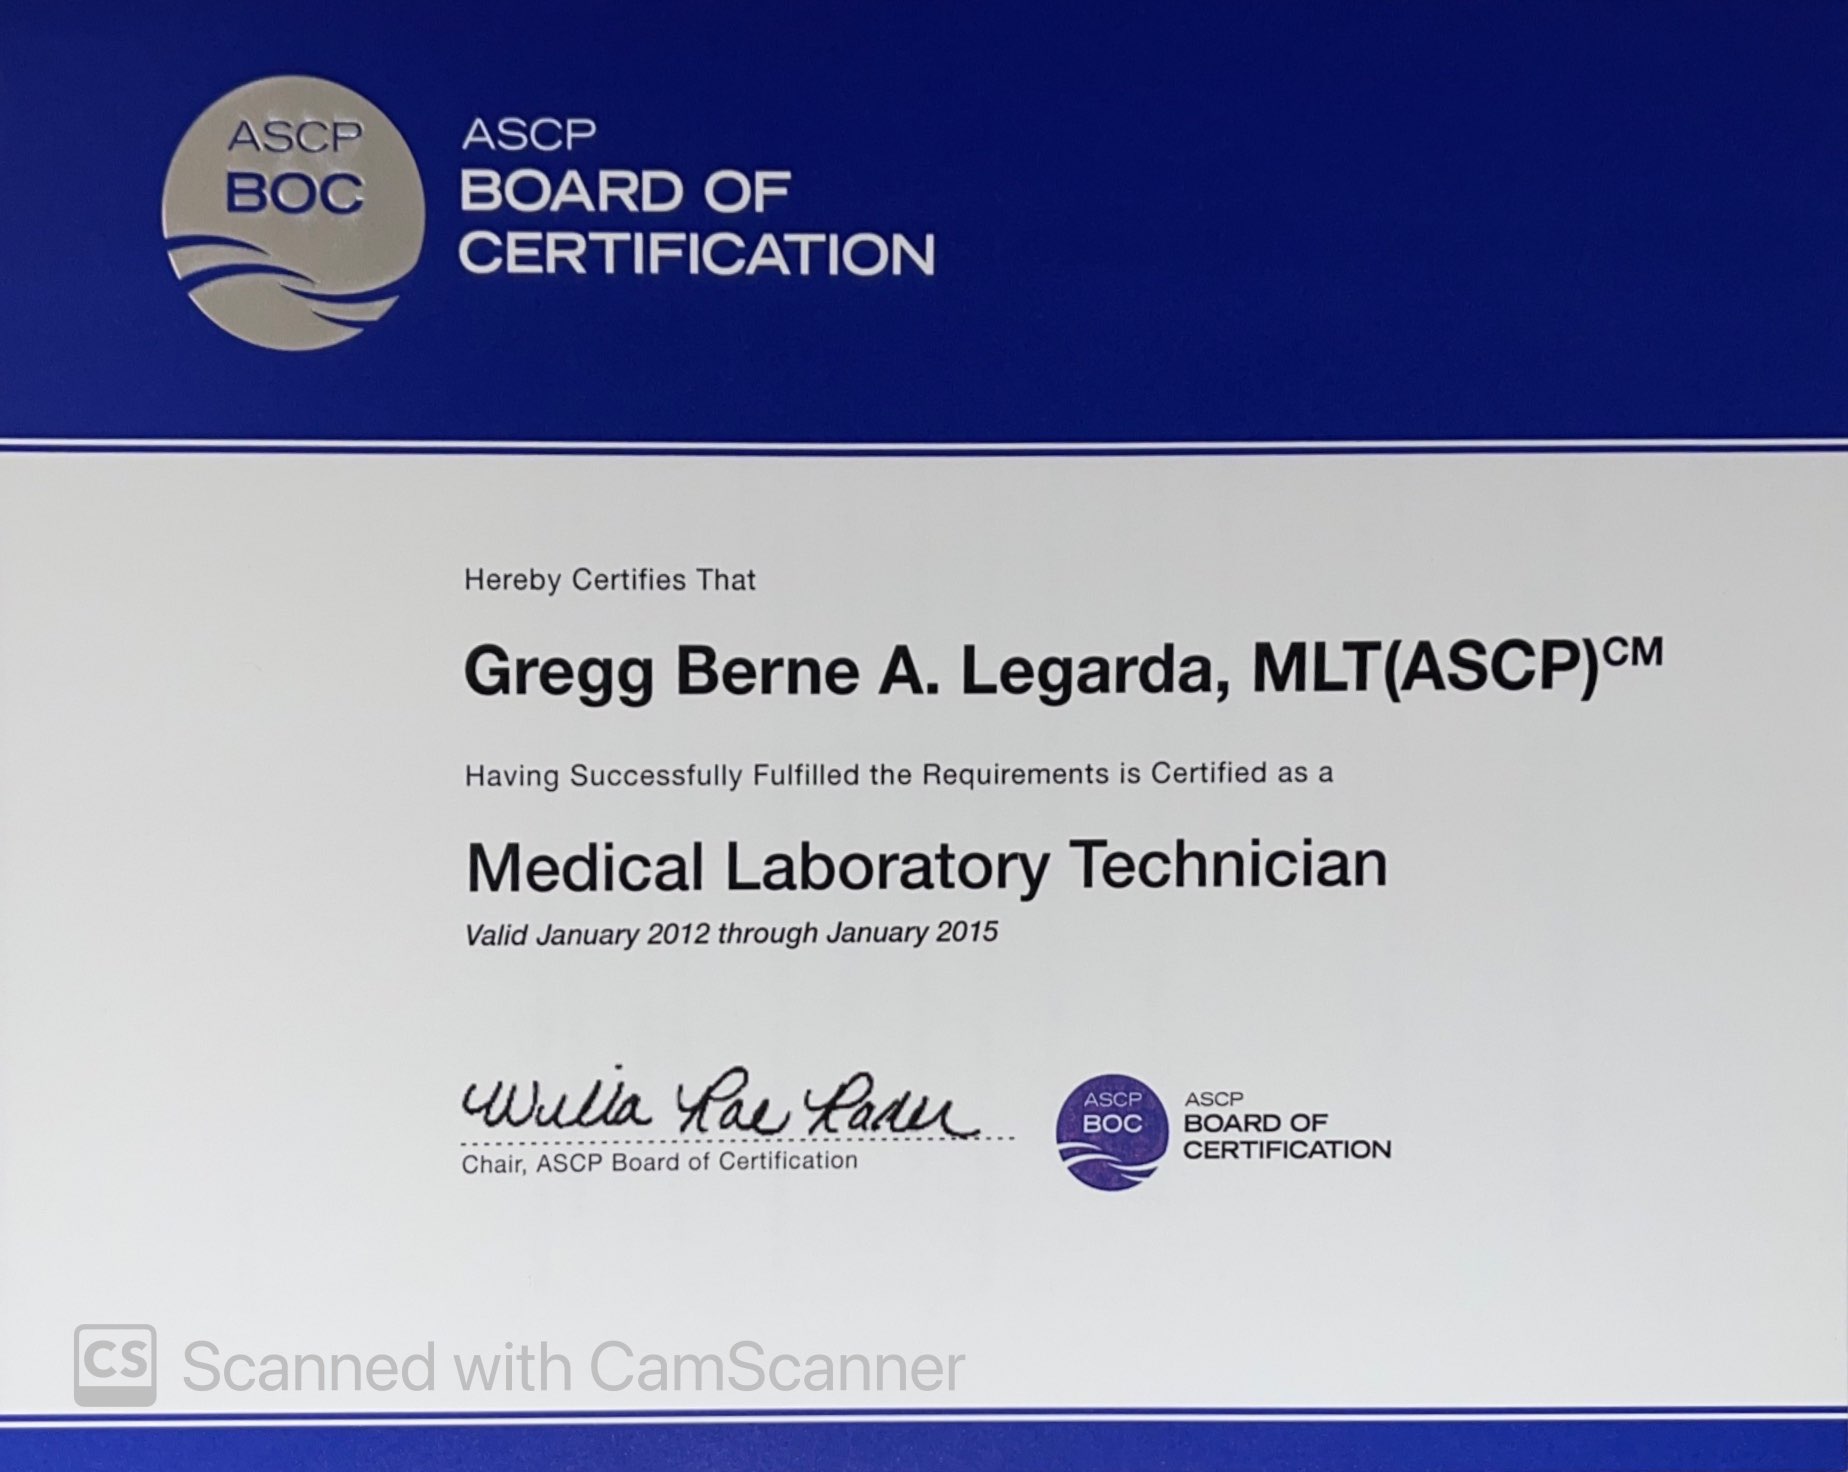 ASCP
BOC
ASCP
BOARD OF
CERTIFICATION
Hereby Certifies That
Gregg Berne A. Legarda, MLT(ASCP)CM
Having Successfully Fulfilled the Requirements is Certified as a
Medical Laboratory Technician
Valid January 2012 through January 2015
Willia Rae Rader
Chair, ASCP Board of Certification
ASCP
BOC
ASCP
BOARD OF
CERTIFICATION
CS Scanned with CamScanner